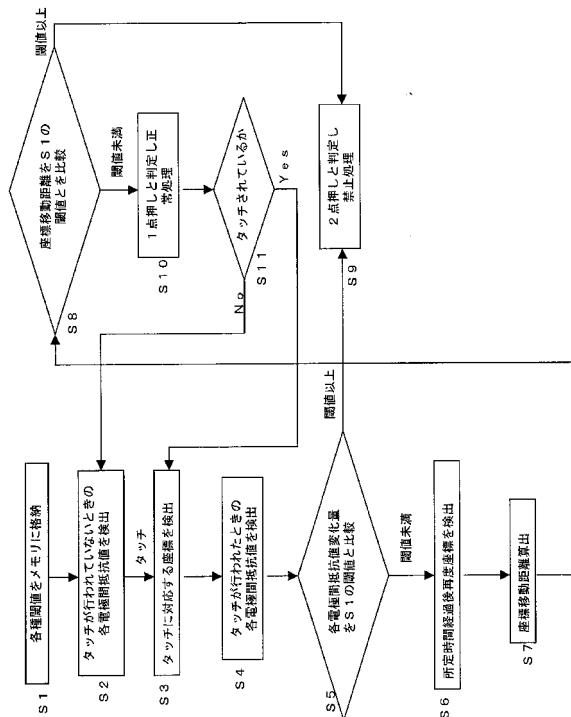 各種閾値をメモリに格納
S1
タッチが行われていないときの
各電極間抵抗値を検出
S2
タッチ
タッチに対応する座標を検出
S3
タッチが行われたときの
各電極間抵抗値を検出
S4
各電極間抵抗値変化量
をS1の閾値と比較
S5
閾値以上
閾値未満
所定時間経過後再度座標を検出
S6
座標移動距離算出
S7
座標移動距離をS1の
閾値とを比較
S8
閾値以上
閾値未満
1点押しと判定し正
常処理
S10
タッチされているか
S11
No
Yes
2点押しと判定し
禁止処理
S9